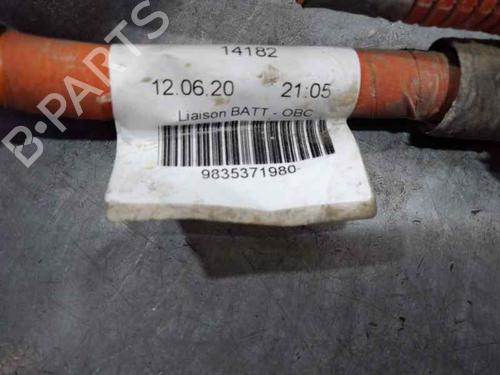 14182
12.06.20 21:05
Liaison BATT - OBC
9835371980
B-PARTS